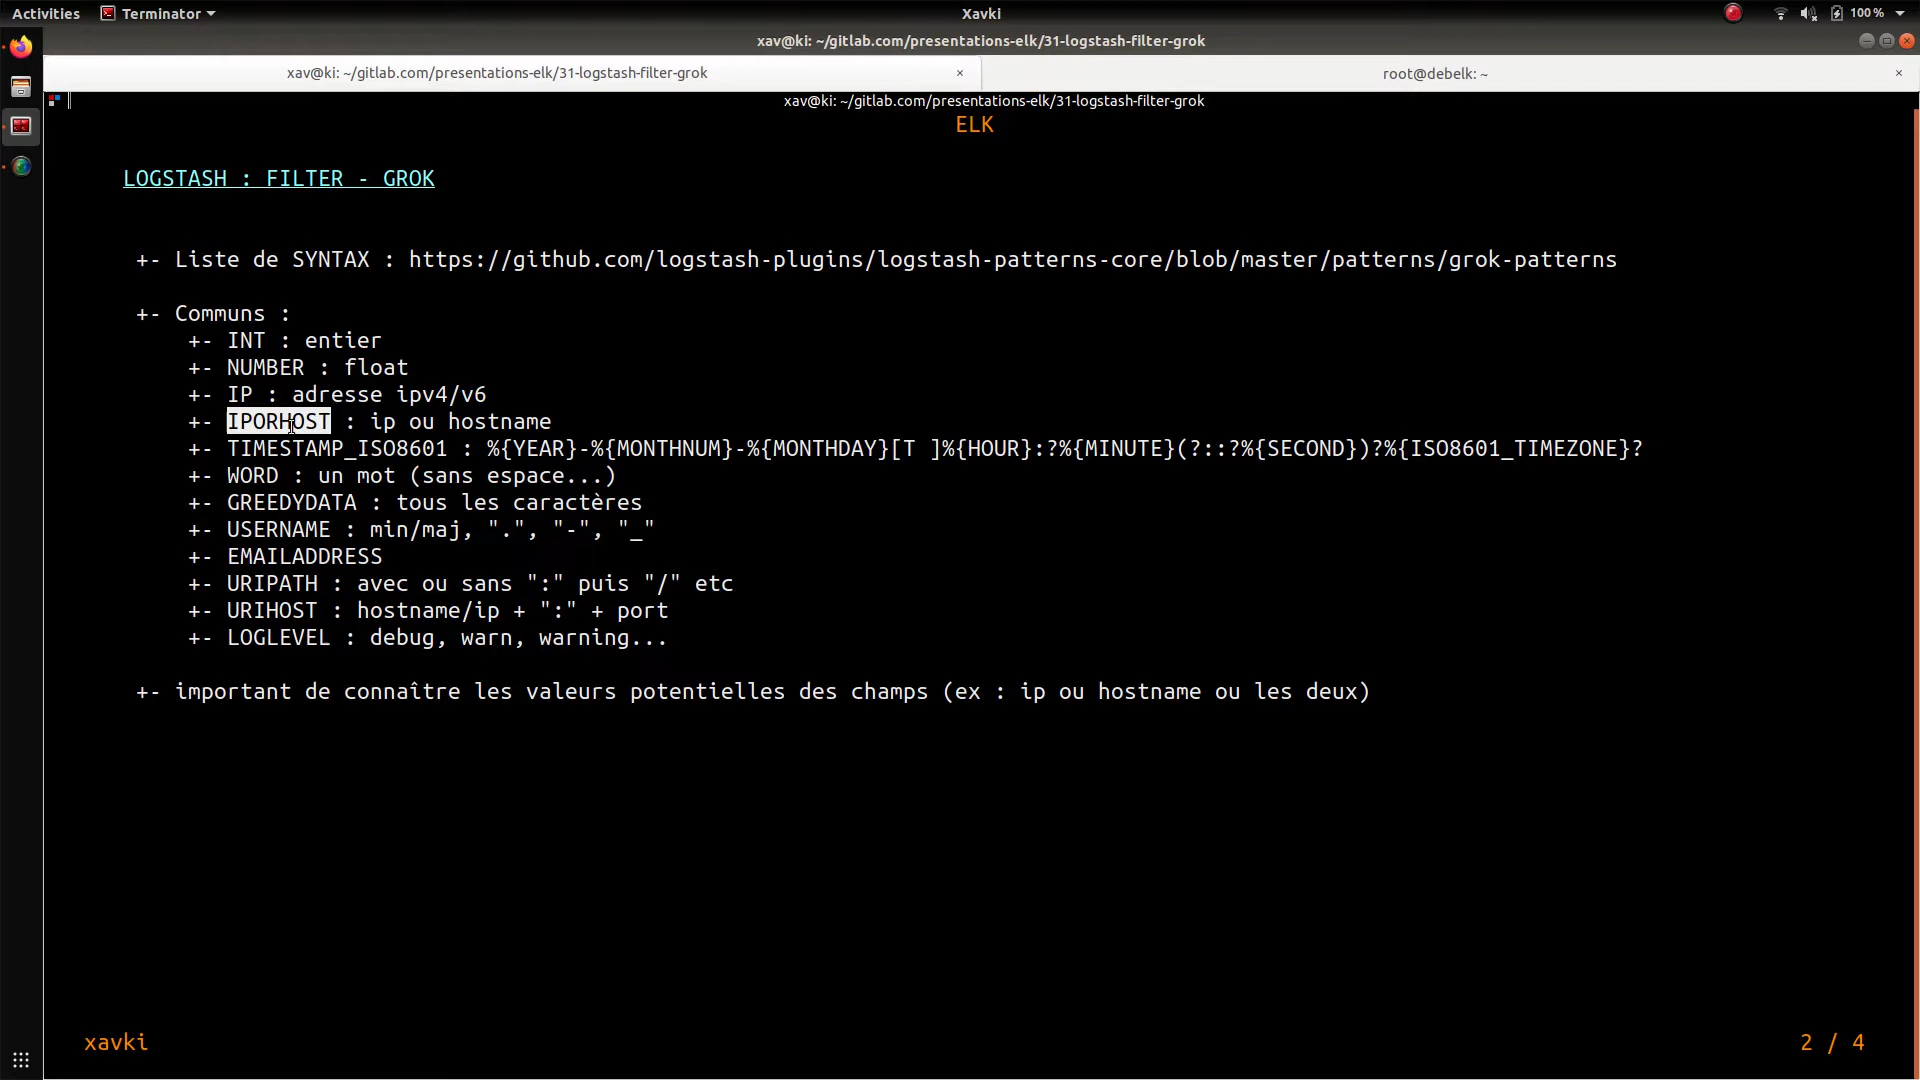 Activities Terminator Xavki 100%
xav@ki: ~/gitlab.com/presentations-elk/31-logstash-filter-grok
xav@ki: ~/gitlab.com/presentations-elk/31-logstash-filter-grok × root@debelk: ~ ×
xav@ki: ~/gitlab.com/presentations-elk/31-logstash-filter-grok
ELK
LOGSTASH : FILTER - GROK
+- Liste de SYNTAX : https://github.com/logstash-plugins/logstash-patterns-core/blob/master/patterns/grok-patterns
+- Communs :
+- INT : entier
+- NUMBER : float
+- IP : adresse ipv4/v6
+- IPORHOST : ip ou hostname
+- TIMESTAMP_ISO8601 : %{YEAR}-%{MONTHNUM}-%{MONTHDAY}[T ]%{HOUR}:?%{MINUTE}(?::?%{SECOND})?%{ISO8601_TIMEZONE}?
+- WORD : un mot (sans espace...)
+- GREEDYDATA : tous les caractères
+- USERNAME : min/maj, ".", "-", "_"
+- EMAILADDRESS
+- URIPATH : avec ou sans ":" puis "/" etc
+- URIHOST : hostname/ip + ":" + port
+- LOGLEVEL : debug, warn, warning...
+- important de connaître les valeurs potentielles des champs (ex : ip ou hostname ou les deux)
xavki 2 / 4